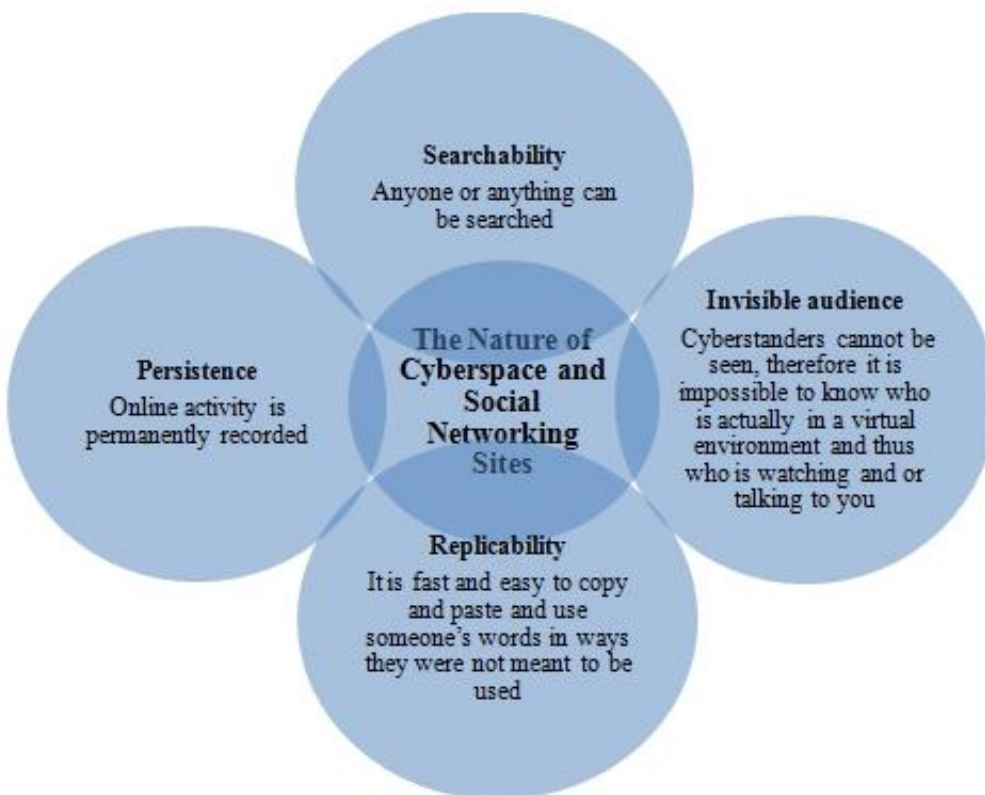 Searchability
Anyone or anything can
be searched
Persistence
Online activity is
permanently recorded
The Nature of
Cyberspace and
Social
Networking
Sites
Invisible audience
Cyberstanders cannot be
seen, therefore it is
impossible to know who
is actually in a virtual
environment and thus
who is watching and or
talking to you
Replicability
It is fast and easy to copy
and paste and use
someone's words in ways
they were not meant to be
used